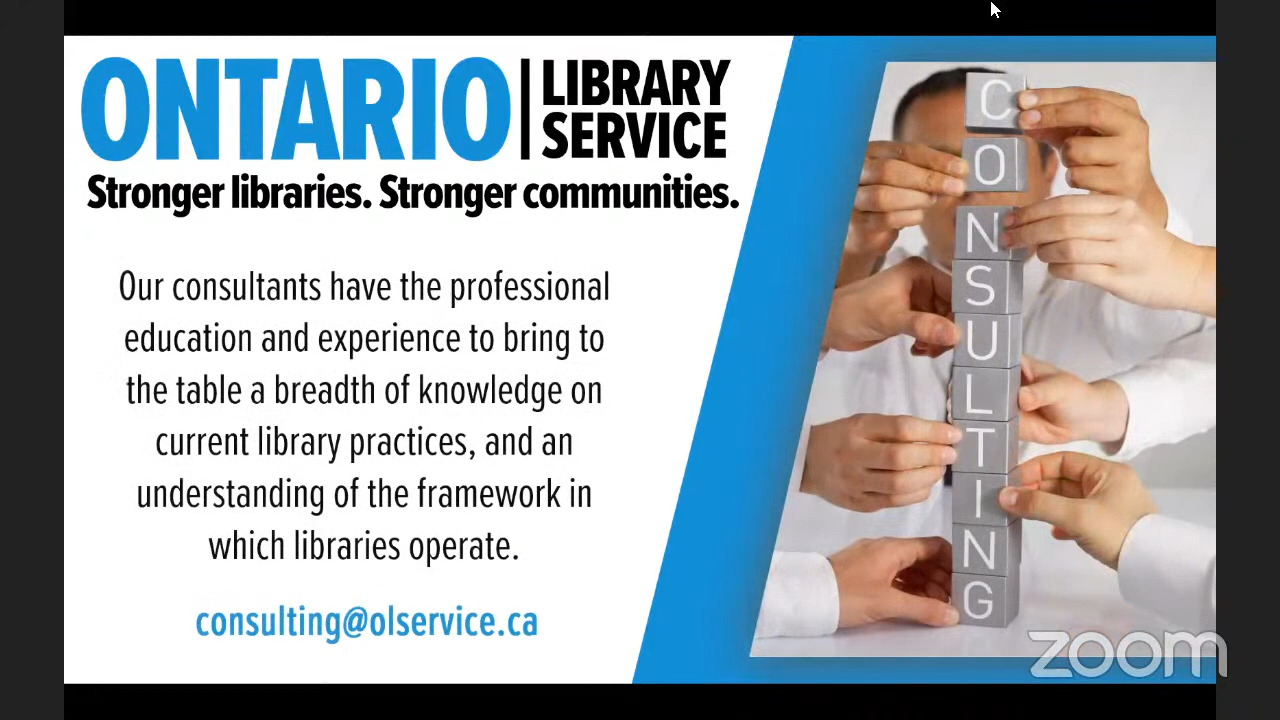 ONTARIO
LIBRARY
SERVICE
Stronger libraries. Stronger communities.
Our consultants have the professional
education and experience to bring to
the table a breadth of knowledge on
current library practices, and an
understanding of the framework in
which libraries operate.
consulting@olservice.ca
C
O
N
S
U
L
T
I
N
G
zoom